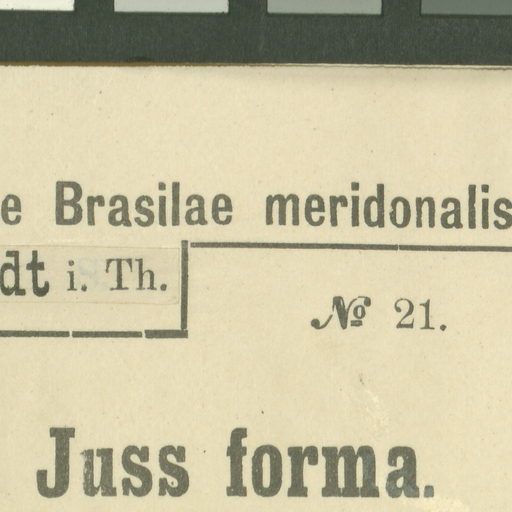 e Brasilae meridonalis
dt i. Th.
№ 21.
Juss forma.